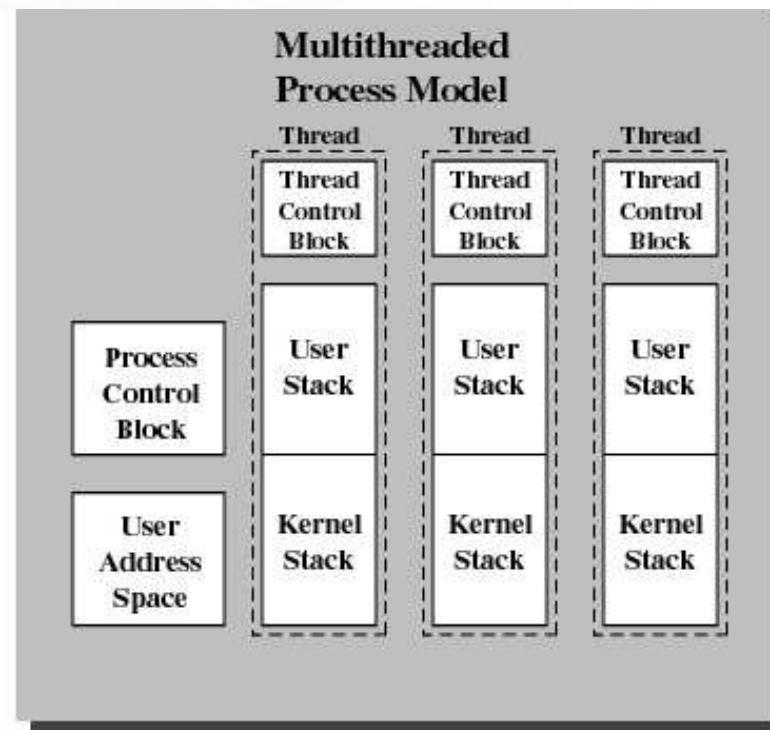 Multithreaded
Process Model
Thread
Thread
Control
Block
User
Stack
Kernel
Stack
Thread
Thread
Control
Block
User
Stack
Kernel
Stack
Thread
Thread
Control
Block
User
Stack
Kernel
Stack
Process
Control
Block
User
Address
Space